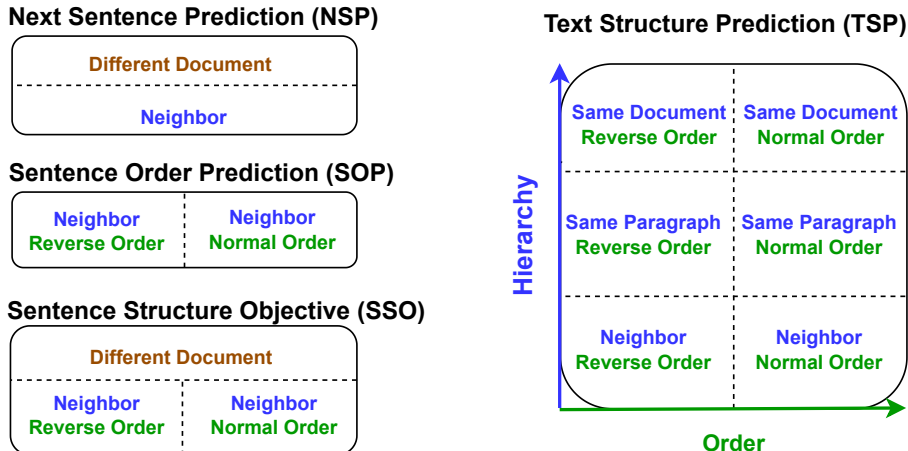 Next Sentence Prediction (NSP)
Different Document
Neighbor
Sentence Order Prediction (SOP)
Neighbor
Reverse Order
Neighbor
Normal Order
Sentence Structure Objective (SSO)
Different Document
Neighbor
Reverse Order
Neighbor
Normal Order
Text Structure Prediction (TSP)
Hierarchy
Same Document
Reverse Order
Same Document
Normal Order
Same Paragraph
Reverse Order
Same Paragraph
Normal Order
Neighbor
Reverse Order
Neighbor
Normal Order
Order